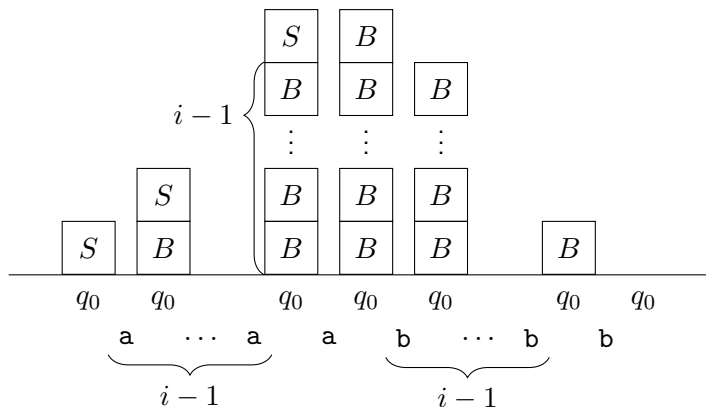 S B
i − 1 B B B
⋮ ⋮ ⋮
S B B B
S B B B B B
q₀ q₀ q₀ q₀ q₀ q₀ q₀
a ⋯ a a b ⋯ b b
i − 1 i − 1